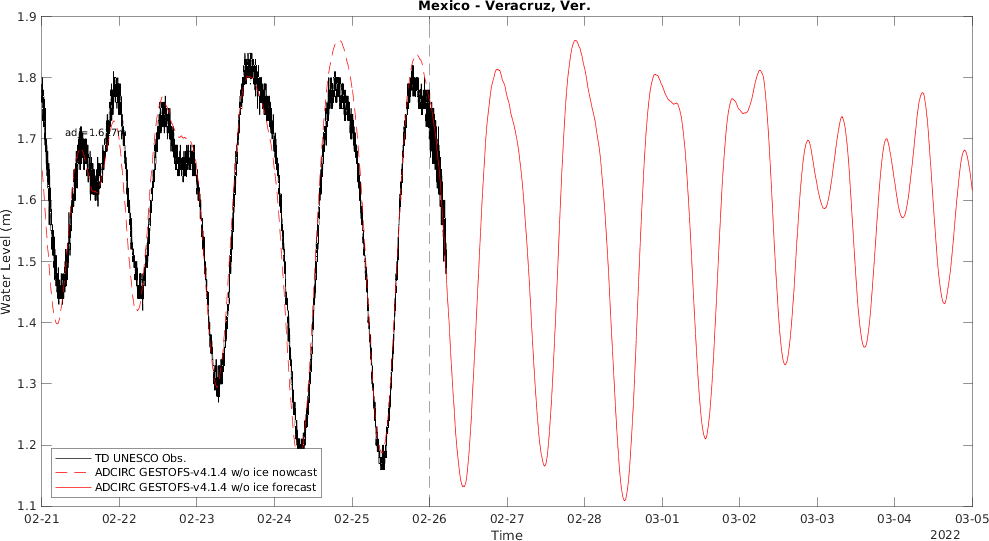 Mexico - Veracruz, Ver.
1.9
1.8
1.7
1.6
1.5
1.4
1.3
1.2
1.1
Water Level (m)
TD UNESCO Obs.
ADCIRC GESTOFS-v4.1.4 w/o ice nowcast
ADCIRC GESTOFS-v4.1.4 w/o ice forecast
02-21 02-22 02-23 02-24 02-25 02-26 02-27 02-28 03-01 03-02 03-03 03-04 03-05
Time
2022